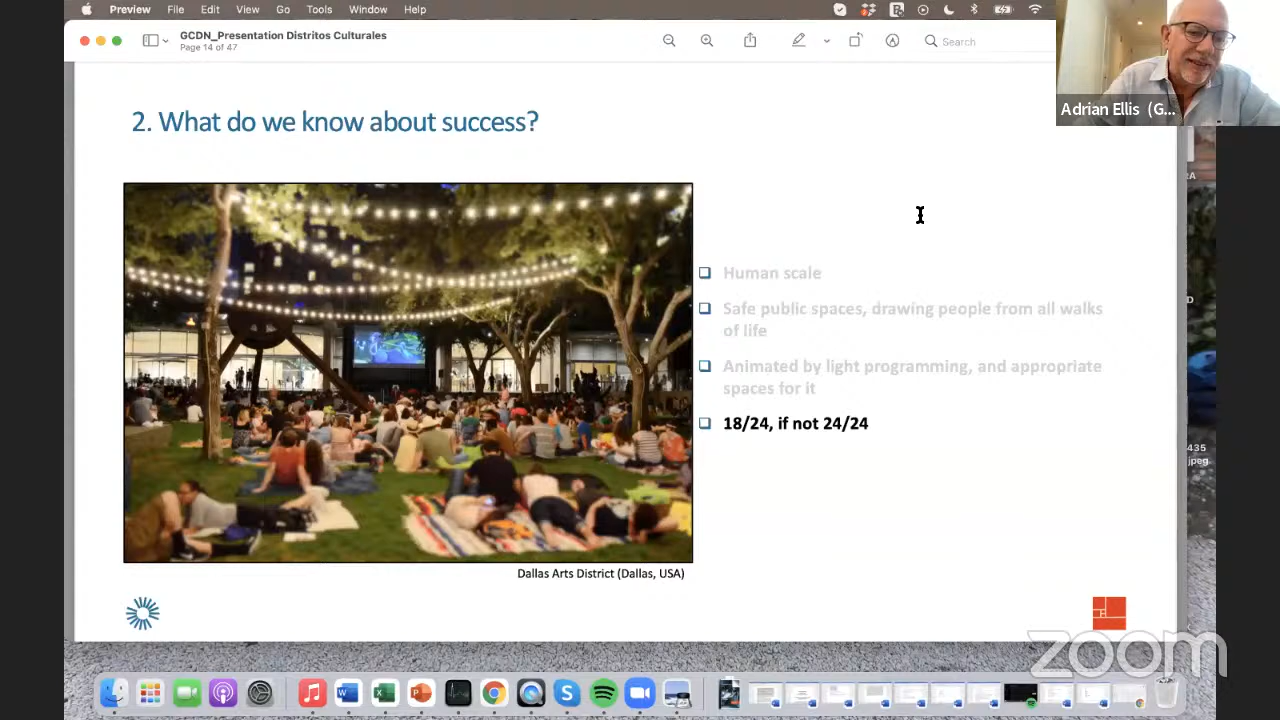 Preview File Edit View Go Tools Window Help
GCDN_Presentation Distritos Culturales
Page 14 of 47
Search
Adrian Ellis (G...
2. What do we know about success?
RA
Human scale
D
Safe public spaces, drawing people from all walks
of life
Animated by light programming, and appropriate
spaces for it
18/24, if not 24/24
435
jpeg
Dallas Arts District (Dallas, USA)
zoom